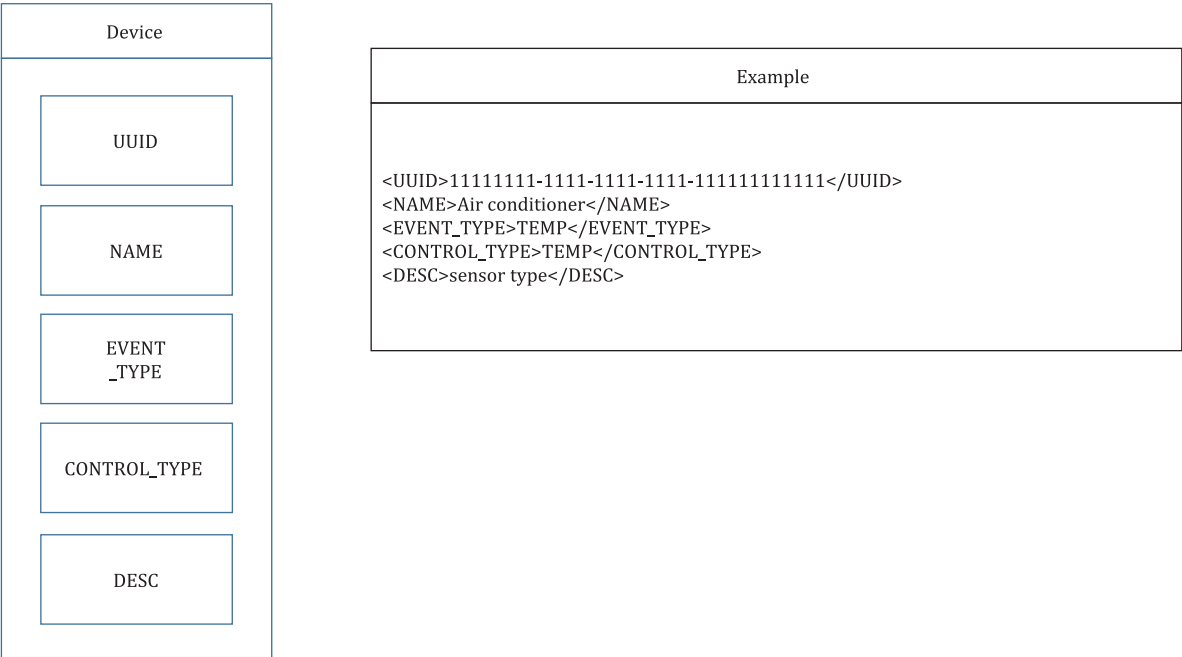 Device
UUID
NAME
EVENT
_TYPE
CONTROL_TYPE
DESC
Example
<UUID>11111111-1111-1111-1111-111111111111</UUID>
<NAME>Air conditioner</NAME>
<EVENT_TYPE>TEMP</EVENT_TYPE>
<CONTROL_TYPE>TEMP</CONTROL_TYPE>
<DESC>sensor type</DESC>